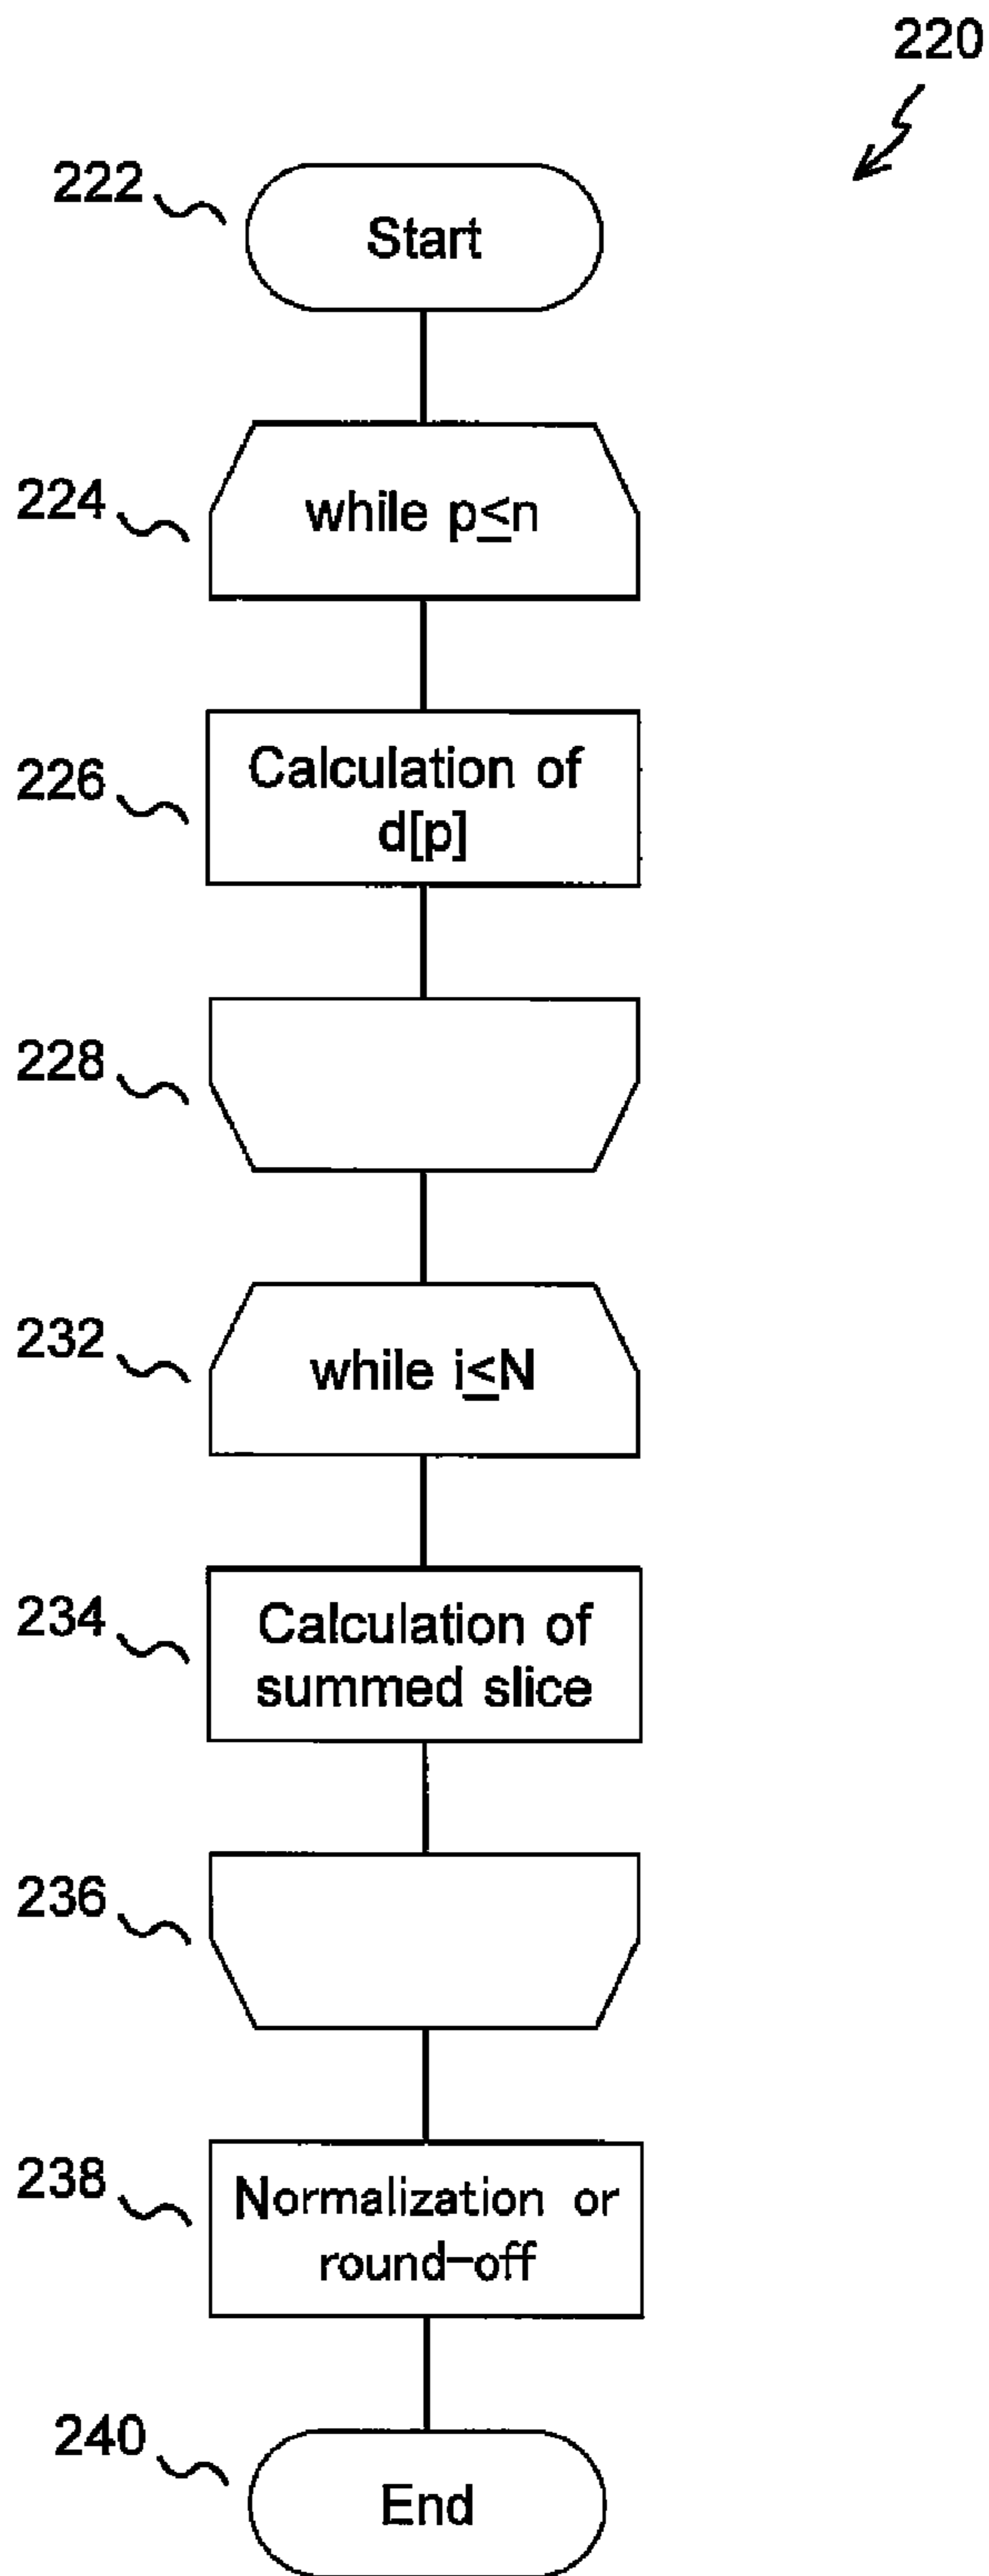 220
222
Start
224
while p≤n
226
Calculation of
d[p]
228
232
while i≤N
234
Calculation of
summed slice
236
238
Normalization or
round-off
240
End